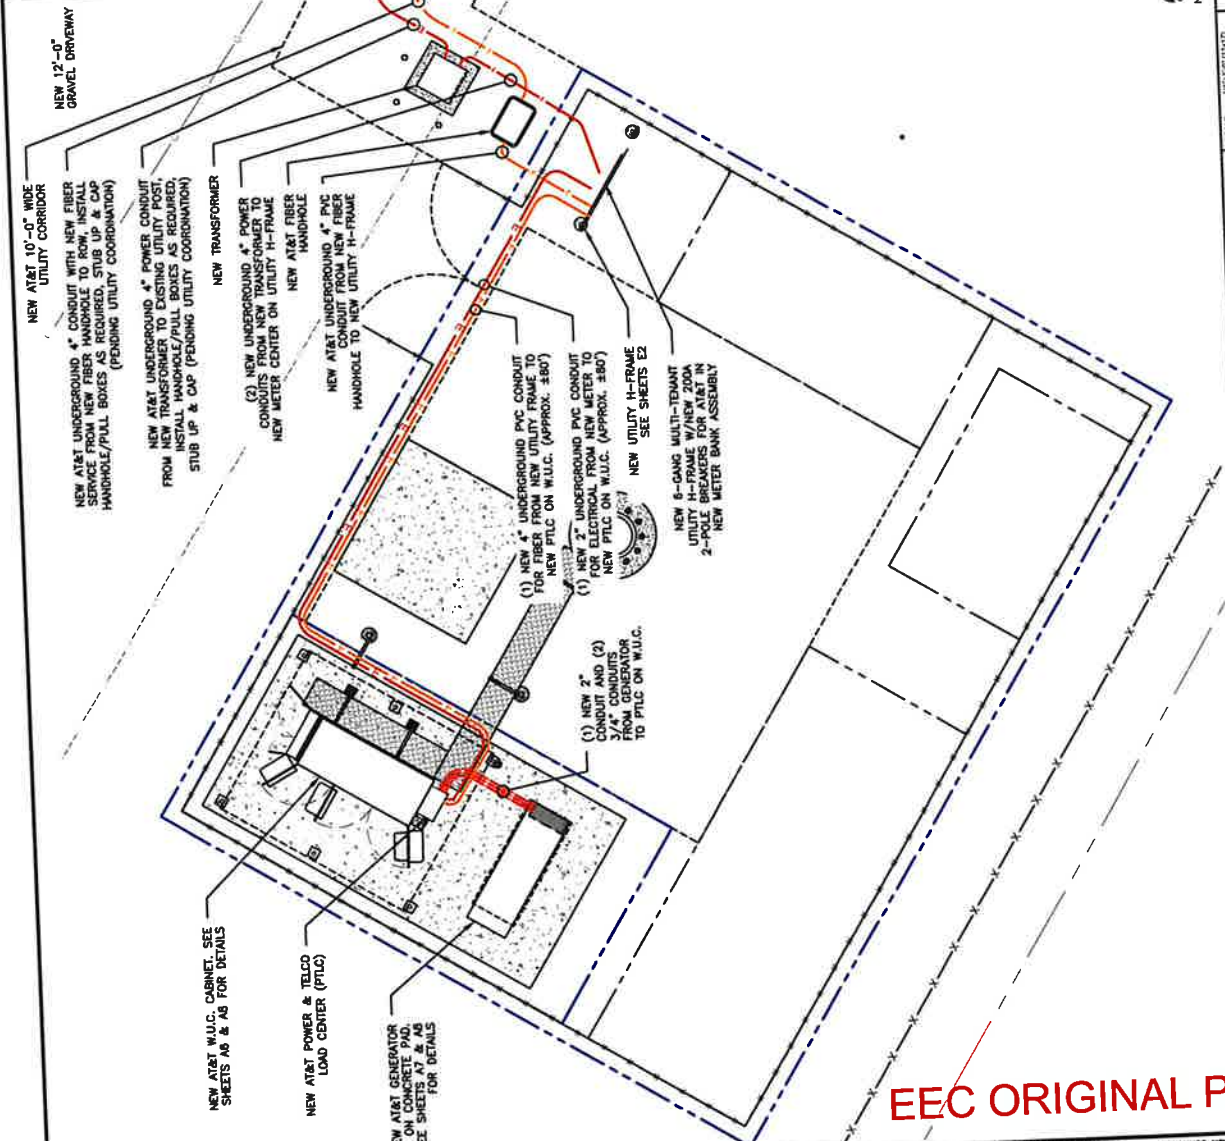 NEW AT&T 10'-0" WIDE
UTILITY CORRIDOR
NEW 12'-0"
GRAVEL DRIVEWAY
NEW AT&T UNDERGROUND 4" CONDUIT WITH NEW FIBER
SERVICE FROM NEW FIBER HANDHOLE TO ROW, INSTALL
HANDHOLE/PULL BOXES AS REQUIRED, STUB UP & CAP
(PENDING UTILITY COORDINATION)
NEW AT&T UNDERGROUND 4" POWER CONDUIT
FROM NEW TRANSFORMER TO EXISTING UTILITY POST,
INSTALL HANDHOLE/PULL BOXES AS REQUIRED,
STUB UP & CAP (PENDING UTILITY COORDINATION)
NEW TRANSFORMER
(2) NEW UNDERGROUND 4" POWER
CONDUITS FROM NEW TRANSFORMER TO
NEW METER CENTER ON UTILITY H-FRAME
NEW AT&T FIBER
HANDHOLE
NEW AT&T UNDERGROUND 4" PVC
CONDUIT FROM NEW FIBER
HANDHOLE TO NEW UTILITY H-FRAME
(1) NEW 4" UNDERGROUND PVC CONDUIT
FOR FIBER FROM NEW UTILITY FRAME TO
NEW PTLC ON W.U.C. (APPROX. ±80')
(1) NEW 2" UNDERGROUND PVC CONDUIT
FOR ELECTRICAL FROM NEW METER TO
NEW PTLC ON W.U.C. (APPROX. ±80')
NEW UTILITY H-FRAME
SEE SHEETS E2
NEW 6-GANG MULTI-TENANT
UTILITY H-FRAME W/NEW 200A
2-POLE BREAKERS FOR AT&T IN
NEW METER BANK ASSEMBLY
(1) NEW 2"
CONDUIT AND (2)
3/4" CONDUITS
FROM GENERATOR
TO PTLC ON W.U.C.
NEW AT&T W.U.C. CABINET. SEE
SHEETS A6 & A8 FOR DETAILS
NEW AT&T POWER & TELCO
LOAD CENTER (PTLC)
EW AT&T GENERATOR
ON CONCRETE PAD.
EE SHEETS A7 & A8
FOR DETAILS
EEC ORIGINAL P